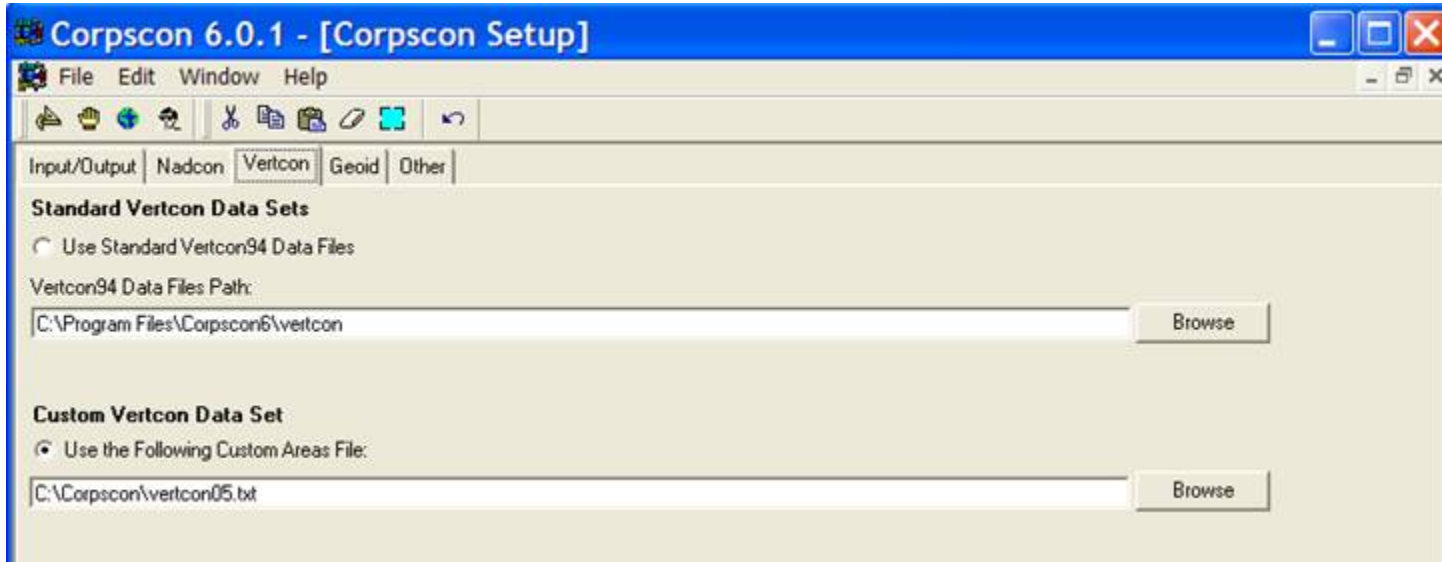 Corpscon 6.0.1 - [Corpscon Setup]
File Edit Window Help
Input/Output Nadcon Vertcon Geoid Other
Standard Vertcon Data Sets
Use Standard Vertcon94 Data Files
Vertcon94 Data Files Path:
C:\Program Files\Corpscon6\vertcon Browse
Custom Vertcon Data Set
Use the Following Custom Areas File:
C:\Corpscon\vertcon05.txt Browse